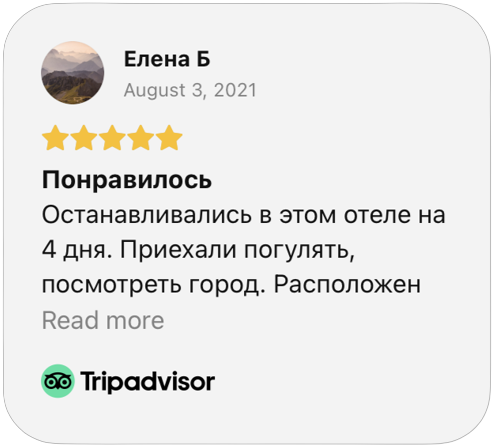 Елена Б
August 3, 2021
Понравилось
Останавливались в этом отеле на
4 дня. Приехали погулять,
посмотреть город. Расположен
Read more
Tripadvisor